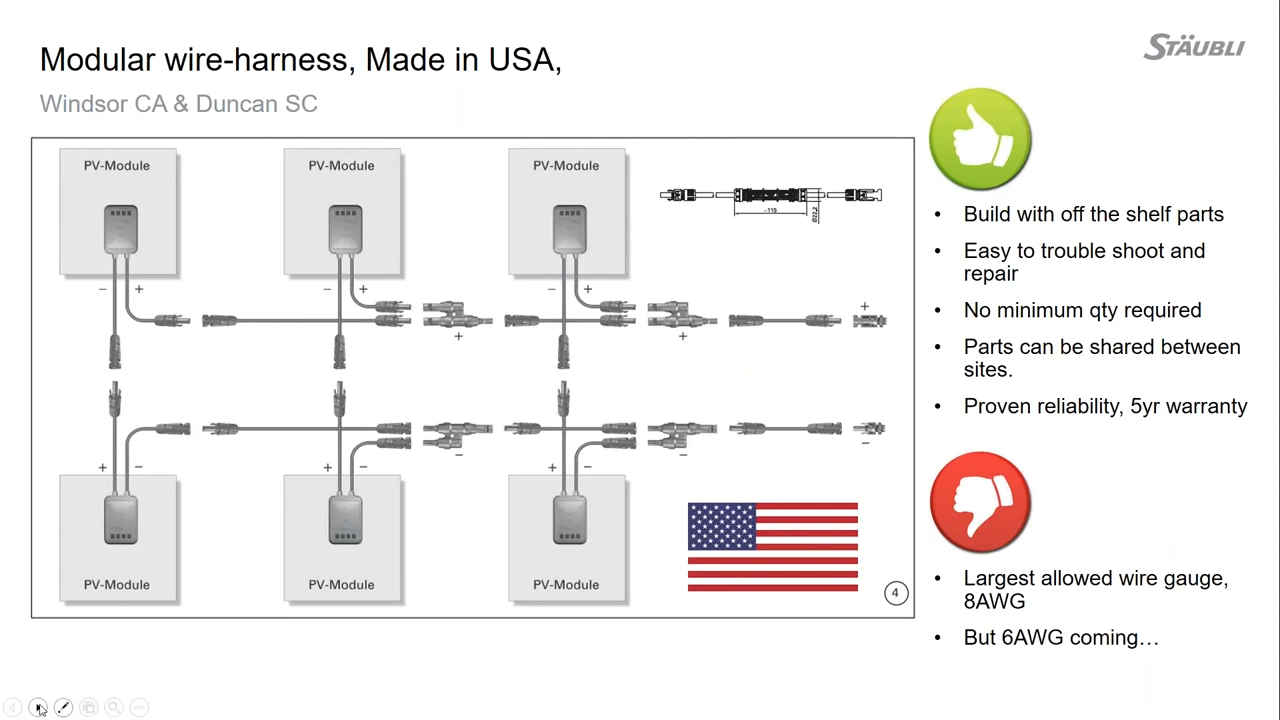 Modular wire-harness, Made in USA,
STÄUBLI
Windsor CA & Duncan SC
PV-Module PV-Module PV-Module
~115
− + − + − +
+
+ +
− −
−
+ − + − + −
PV-Module PV-Module PV-Module
4
• Build with off the shelf parts
• Easy to trouble shoot and
repair
• No minimum qty required
• Parts can be shared between
sites.
• Proven reliability, 5yr warranty
• Largest allowed wire gauge,
8AWG
• But 6AWG coming…